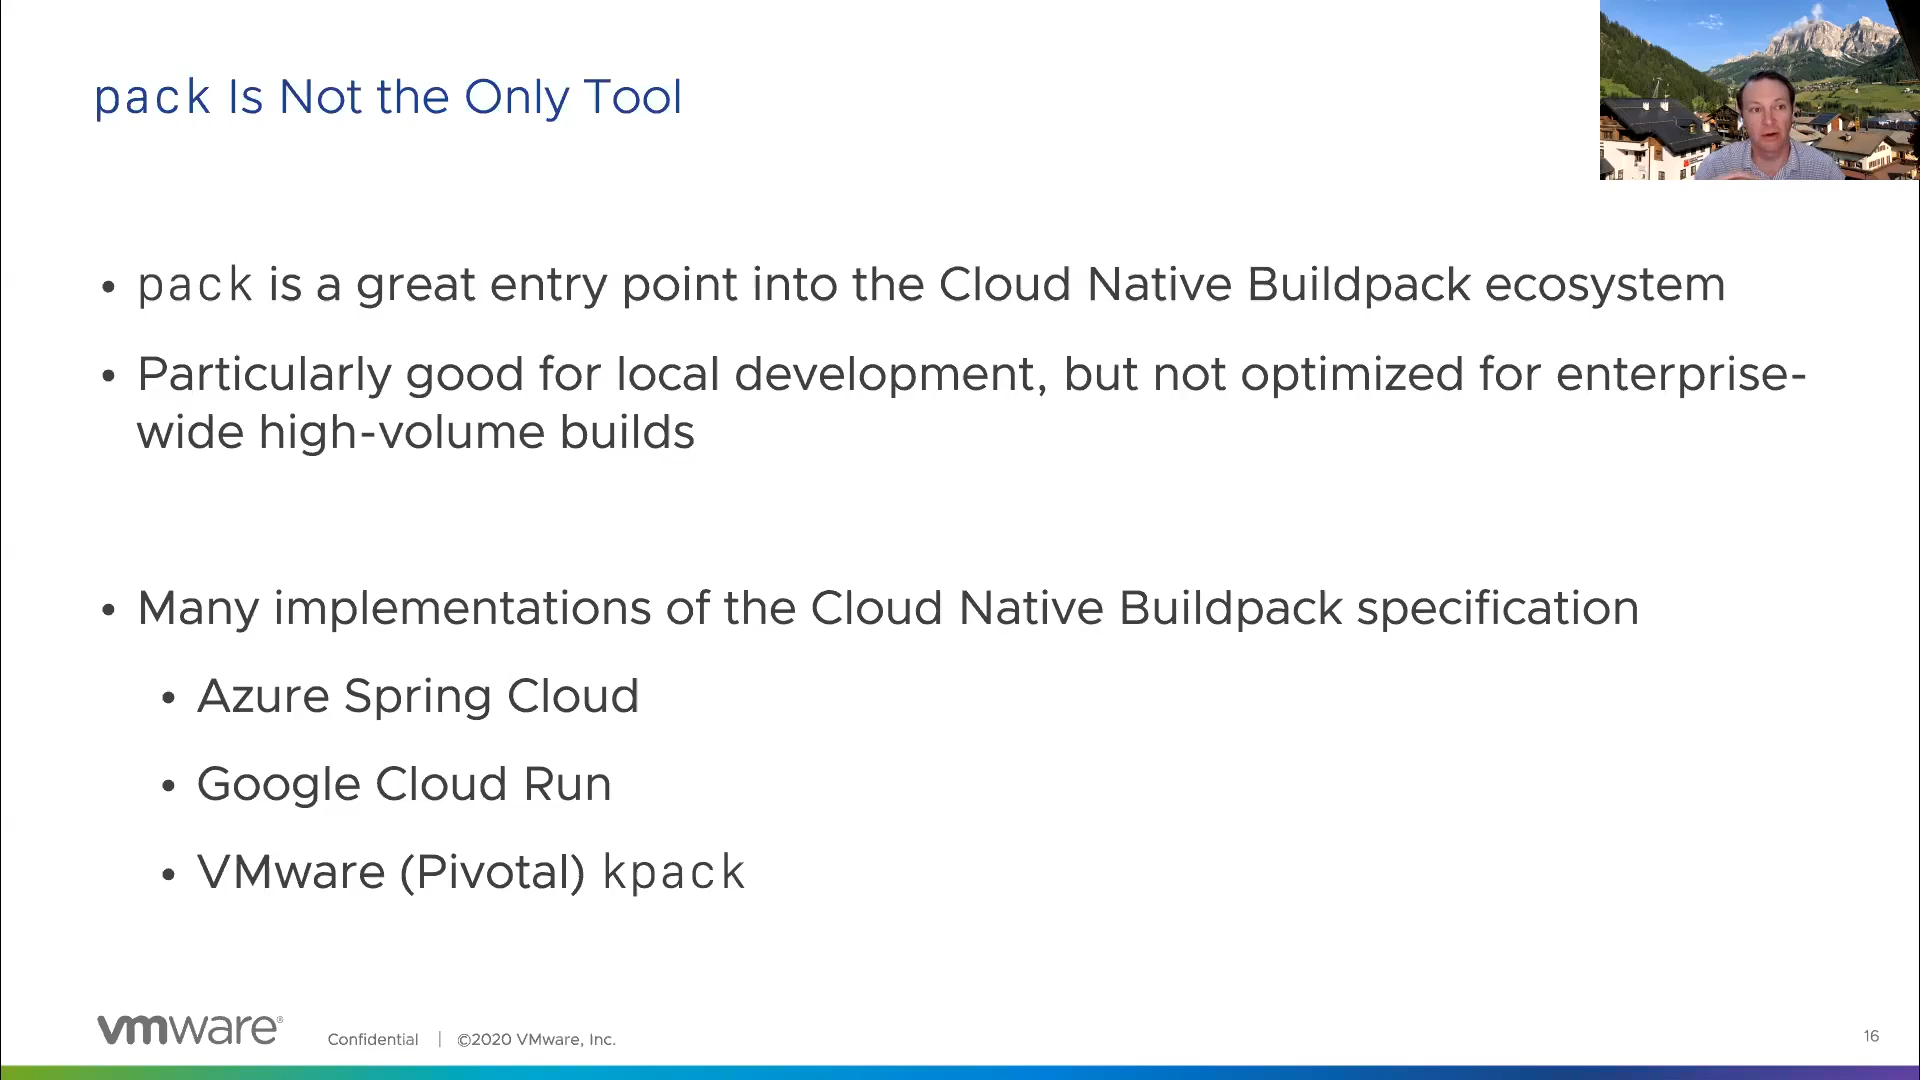 pack Is Not the Only Tool
• pack is a great entry point into the Cloud Native Buildpack ecosystem
• Particularly good for local development, but not optimized for enterprise-
wide high-volume builds
• Many implementations of the Cloud Native Buildpack specification
• Azure Spring Cloud
• Google Cloud Run
• VMware (Pivotal) kpack
vmware®
Confidential | ©2020 VMware, Inc.
16